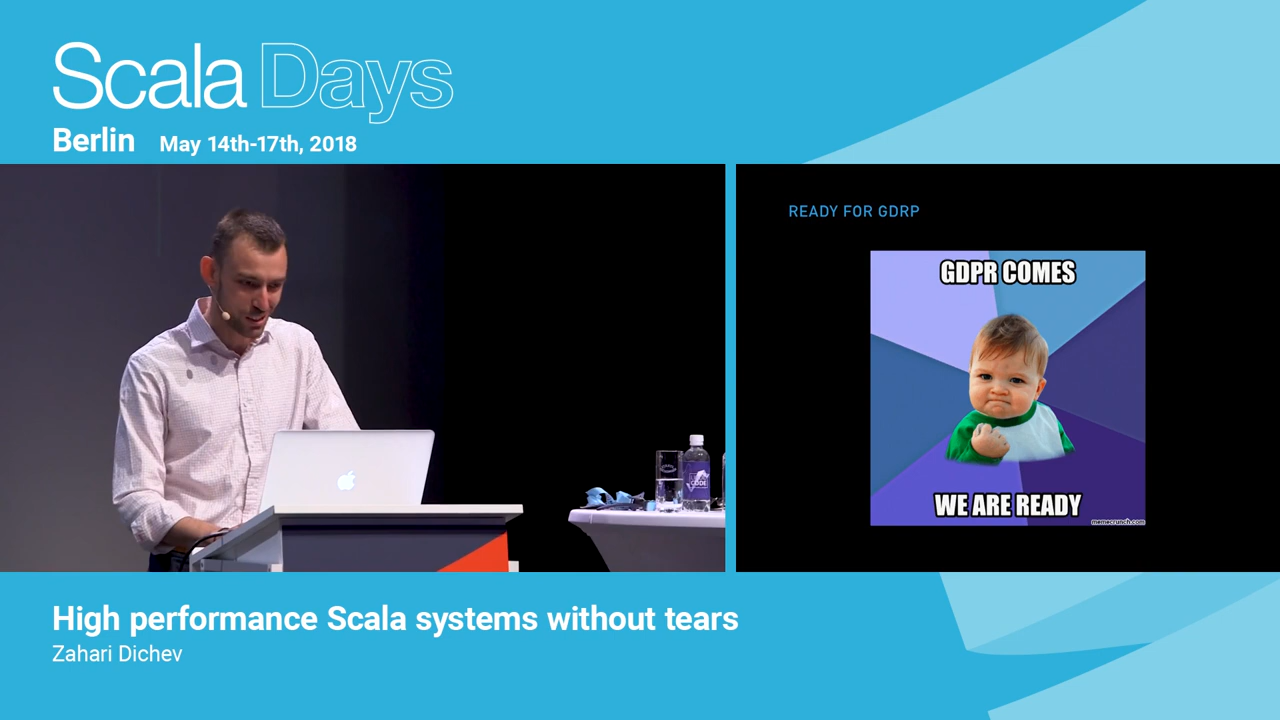 Scala Days
Berlin May 14th-17th, 2018
READY FOR GDRP
GDPR COMES
WE ARE READY
memecrunch.com
CODE
High performance Scala systems without tears
Zahari Dichev